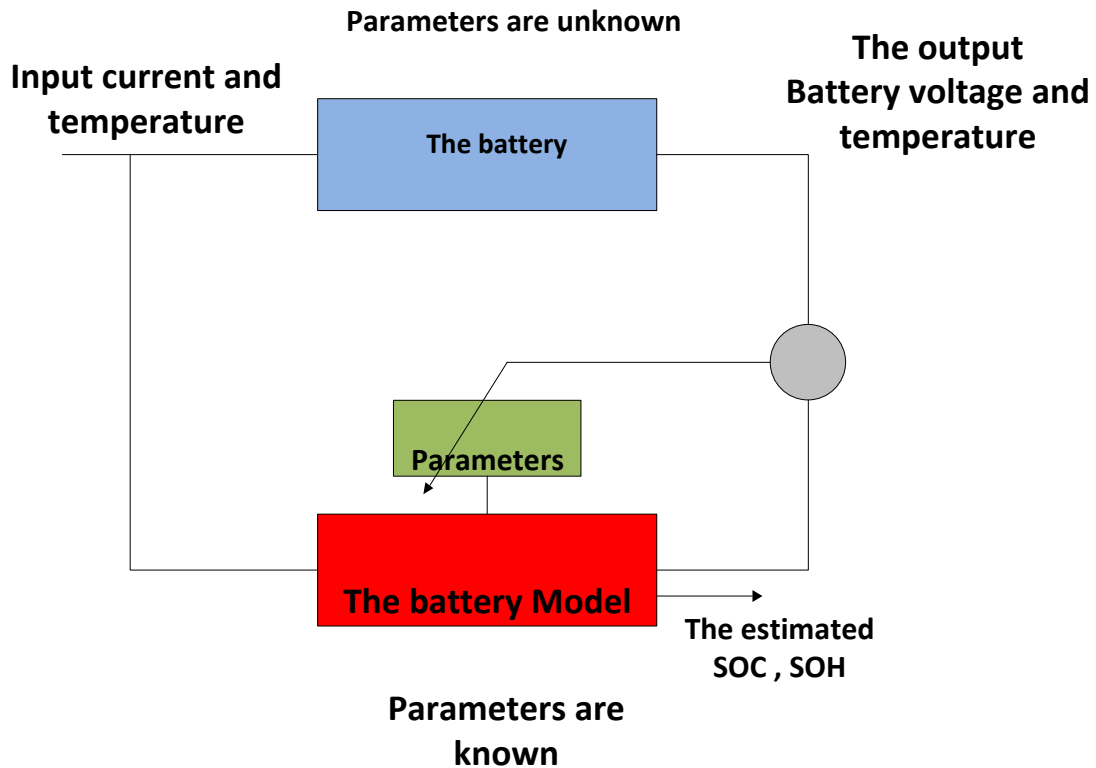 Parameters are unknown
Input current and
temperature
The output
Battery voltage and
temperature
The battery
Parameters
The battery Model
The estimated
SOC , SOH
Parameters are
known